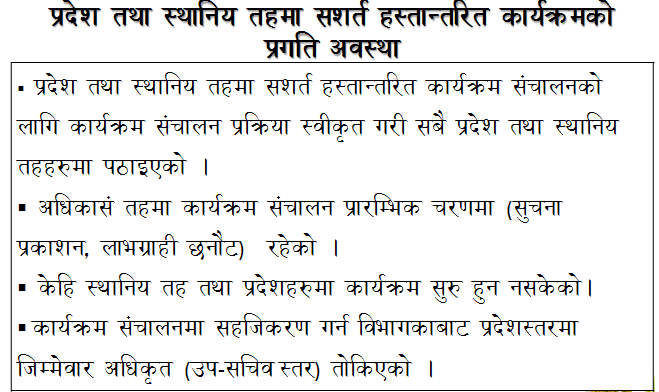 प्रदेश तथा स्थानिय तहमा सशर्त हस्तान्तरित कार्यक्रमको
प्रगति अवस्था
▪ प्रदेश तथा स्थानिय तहमा सशर्त हस्तान्तरित कार्यक्रम संचालनको
लागि कार्यक्रम संचालन प्रक्रिया स्वीकृत गरी सबै प्रदेश तथा स्थानिय
तहहरुमा पठाइएको ।
▪ अधिकासं तहमा कार्यक्रम संचालन प्रारम्भिक चरणमा (सुचना
प्रकाशन, लाभग्राही छनौट) रहेको ।
▪ केहि स्थानिय तह तथा प्रदेशहरुमा कार्यक्रम सुरु हुन नसकेको।
▪ कार्यक्रम संचालनमा सहजिकरण गर्न विभागकाबाट प्रदेशस्तरमा
जिम्मेवार अधिकृत (उप-सचिव स्तर) तोकिएको ।